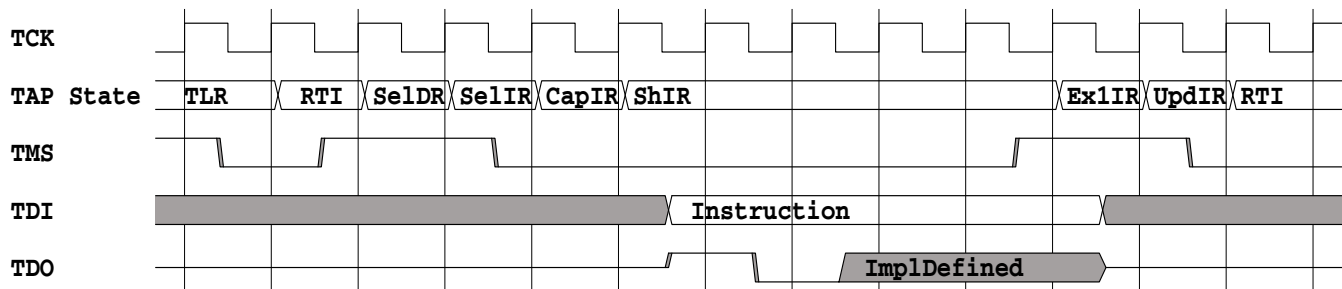 TCK
TAP State TLR RTI SelDR SelIR CapIR ShIR Ex1IR UpdIR RTI
TMS
TDI Instruction
TDO ImplDefined